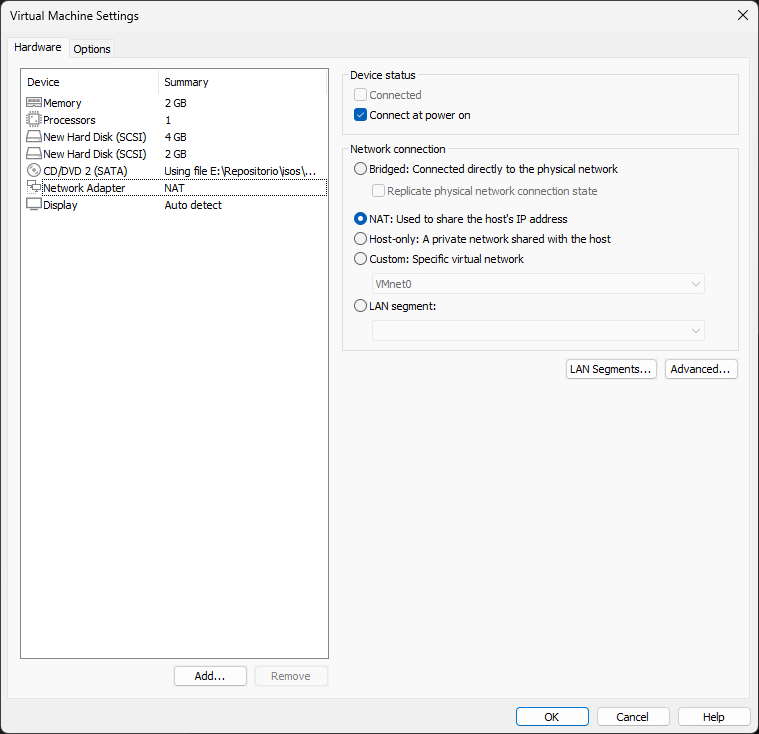 Virtual Machine Settings
Hardware
Options
Device Summary
Memory 2 GB
Processors 1
New Hard Disk (SCSI) 4 GB
New Hard Disk (SCSI) 2 GB
CD/DVD 2 (SATA) Using file E:\Repositorio\isos\...
Network Adapter NAT
Display Auto detect
Add...
Remove
Device status
Connected
Connect at power on
Network connection
Bridged: Connected directly to the physical network
Replicate physical network connection state
NAT: Used to share the host's IP address
Host-only: A private network shared with the host
Custom: Specific virtual network
VMnet0
LAN segment:
LAN Segments...
Advanced...
OK
Cancel
Help